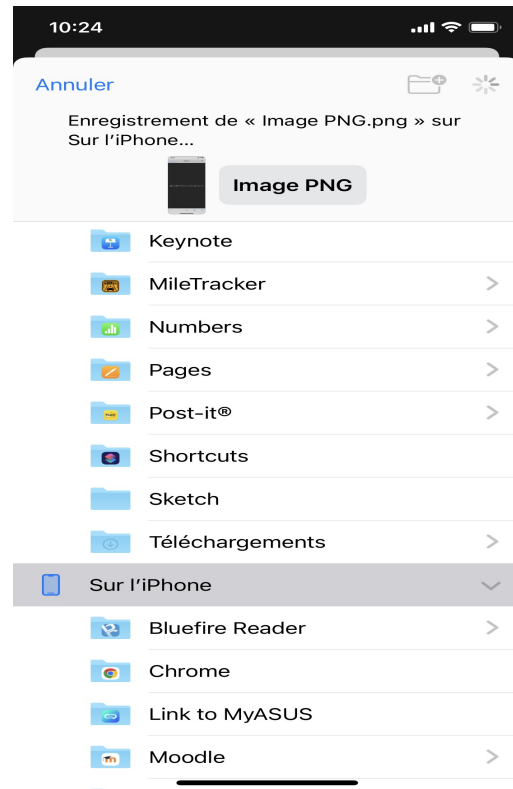 10:24
Annuler
Enregistrement de « Image PNG.png » sur
Sur l’iPhone...
Image PNG
Keynote
MileTracker
Numbers
Pages
Post-it®
Shortcuts
Sketch
Téléchargements
Sur l’iPhone
Bluefire Reader
Chrome
Link to MyASUS
Moodle